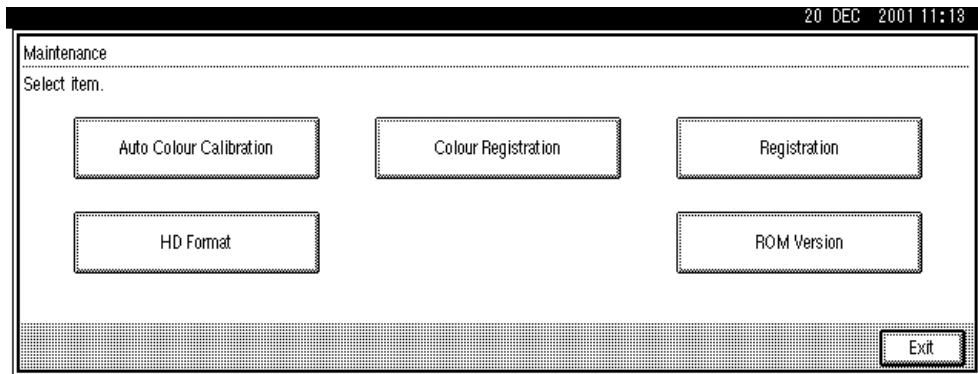 20 DEC 2001 11:13
Maintenance
Select item.
Auto Colour Calibration Colour Registration Registration
HD Format ROM Version
Exit